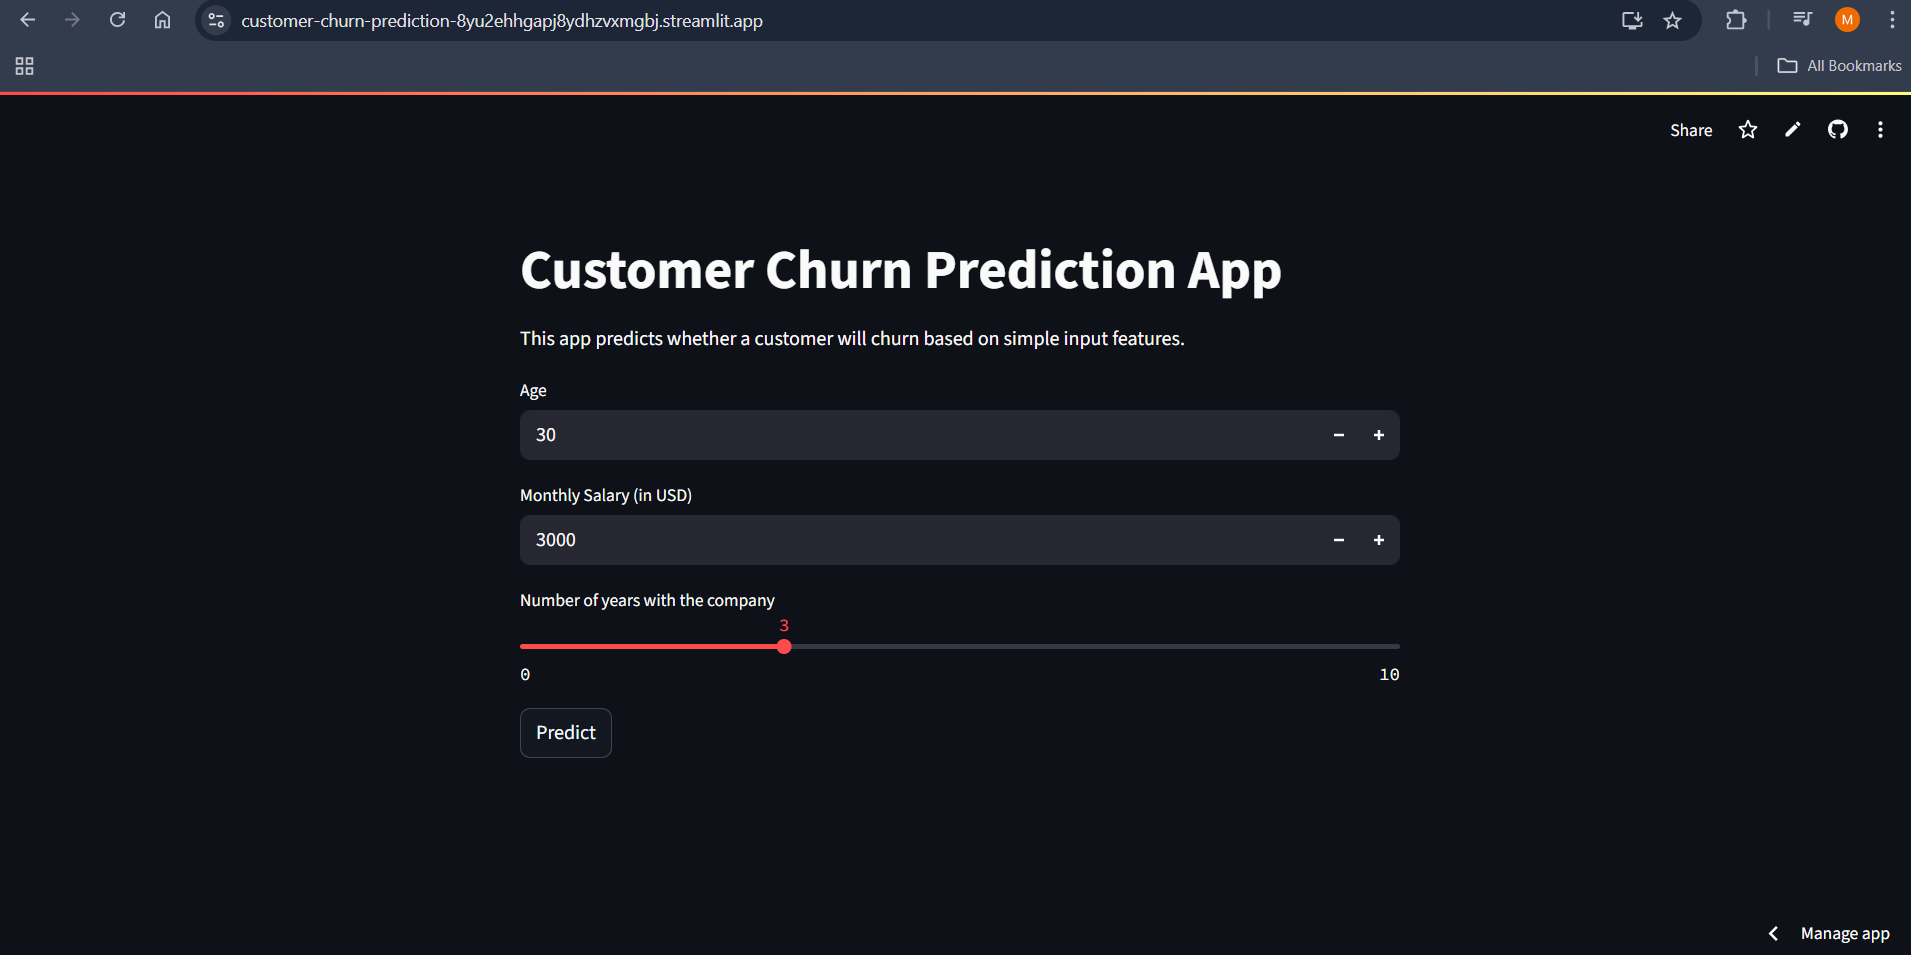 customer-churn-prediction-8yu2ehhgapj8ydhzvxmgbj.streamlit.app
M
All Bookmarks
Share
Customer Churn Prediction App
This app predicts whether a customer will churn based on simple input features.
Age
30
Monthly Salary (in USD)
3000
Number of years with the company
3
0 10
Predict
Manage app